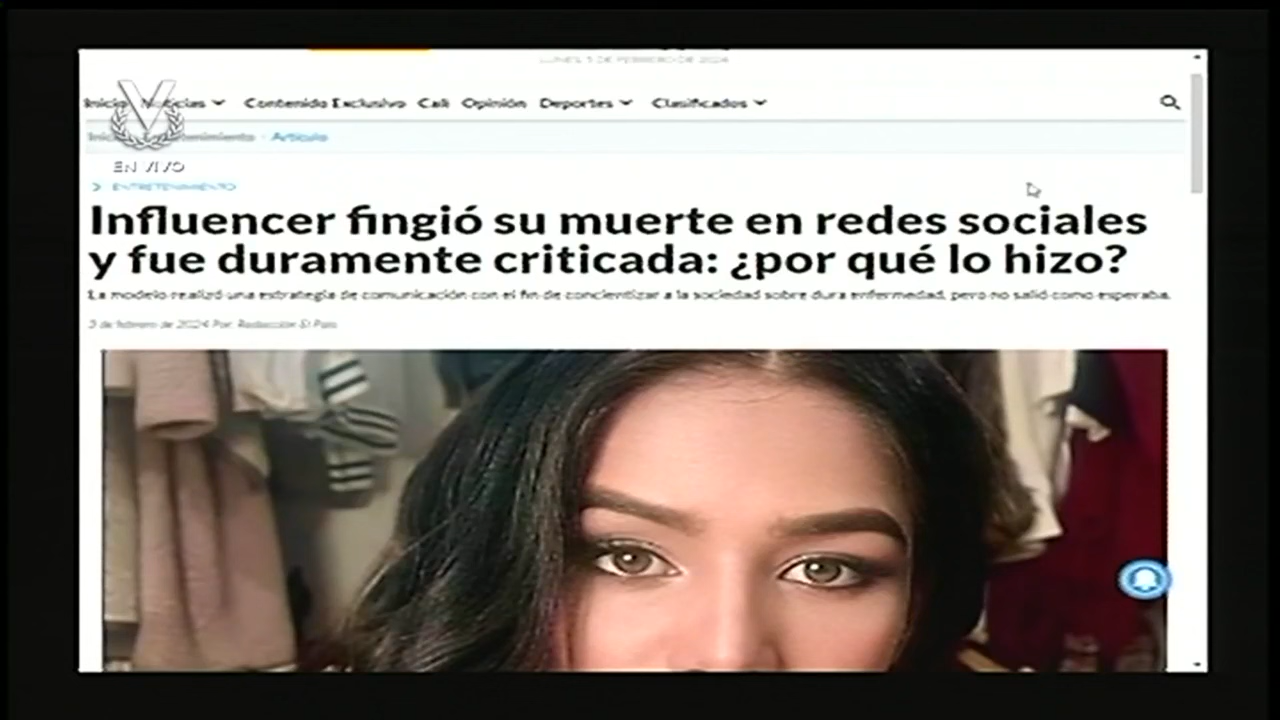 LUNES, 5 DE FEBRERO DE 2024
Inicio Noticias Contenido Exclusivo Cali Opinión Deportes Clasificados
Artículo
EN VIVO
ENTRETENIMIENTO
Influencer fingió su muerte en redes sociales
y fue duramente criticada: ¿por qué lo hizo?
La modelo realizó una estrategia de comunicación con el fin de concientizar a la sociedad sobre dura enfermedad, pero no salió como esperaba.
de febrero de 2024 Por: Redacción El País